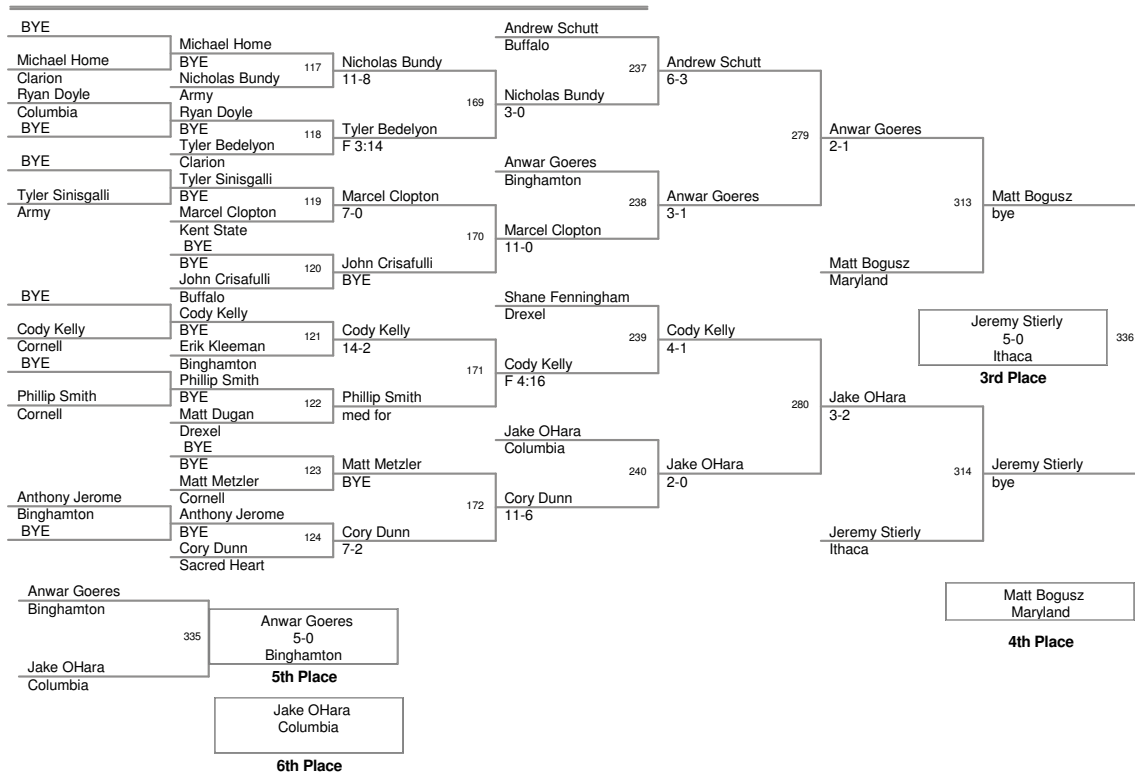 BYE
Michael Home
Clarion
Ryan Doyle
Columbia
BYE
BYE
Tyler Sinisgalli
Army
BYE
Cody Kelly
Cornell
BYE
Phillip Smith
Cornell
Anthony Jerome
Binghamton
BYE
Michael Home
BYE
117
Nicholas Bundy
Army
Ryan Doyle
BYE
118
Tyler Bedelyon
Clarion
Tyler Sinisgalli
BYE
119
Marcel Clopton
Kent State
BYE
BYE
120
John Crisafulli
Buffalo
Cody Kelly
BYE
121
Erik Kleeman
Binghamton
Phillip Smith
BYE
122
Matt Dugan
Drexel
BYE
BYE
123
Matt Metzler
Cornell
Anthony Jerome
BYE
124
Cory Dunn
Sacred Heart
Nicholas Bundy
11-8
169
Tyler Bedelyon
F 3:14
Marcel Clopton
7-0
170
John Crisafulli
BYE
Cody Kelly
14-2
171
Phillip Smith
med for
Matt Metzler
BYE
172
Cory Dunn
7-2
Andrew Schutt
Buffalo
237
Nicholas Bundy
3-0
Anwar Goeres
Binghamton
238
Marcel Clopton
11-0
Shane Fenningham
Drexel
239
Cody Kelly
F 4:16
Jake OHara
Columbia
240
Cory Dunn
11-6
Andrew Schutt
6-3
279
Anwar Goeres
3-1
Cody Kelly
4-1
280
Jake OHara
2-0
Anwar Goeres
2-1
313
Matt Bogusz
Maryland
Jake OHara
3-2
314
Jeremy Stierly
Ithaca
Matt Bogusz
bye
Jeremy Stierly
5-0
Ithaca
336
3rd Place
Jeremy Stierly
bye
Matt Bogusz
Maryland
4th Place
Anwar Goeres
Binghamton
335
Jake OHara
Columbia
Anwar Goeres
5-0
Binghamton
5th Place
Jake OHara
Columbia
6th Place